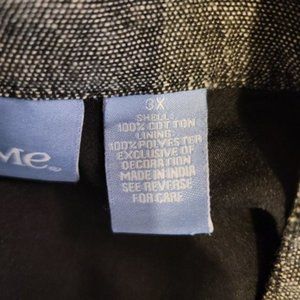 Me
3X
SHELL:
100% COTTON
LINING:
100% POLYESTER
EXCLUSIVE OF
DECORATION
MADE IN INDIA
SEE REVERSE
FOR CARE